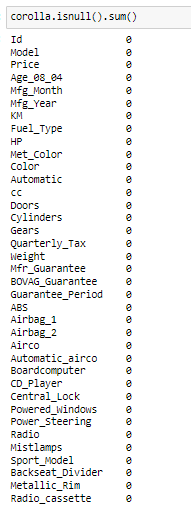 corolla.isnull().sum()
Id 0
Model 0
Price 0
Age_08_04 0
Mfg_Month 0
Mfg_Year 0
KM 0
Fuel_Type 0
HP 0
Met_Color 0
Color 0
Automatic 0
cc 0
Doors 0
Cylinders 0
Gears 0
Quarterly_Tax 0
Weight 0
Mfr_Guarantee 0
BOVAG_Guarantee 0
Guarantee_Period 0
ABS 0
Airbag_1 0
Airbag_2 0
Airco 0
Automatic_airco 0
Boardcomputer 0
CD_Player 0
Central_Lock 0
Powered_Windows 0
Power_Steering 0
Radio 0
Mistlamps 0
Sport_Model 0
Backseat_Divider 0
Metallic_Rim 0
Radio_cassette 0